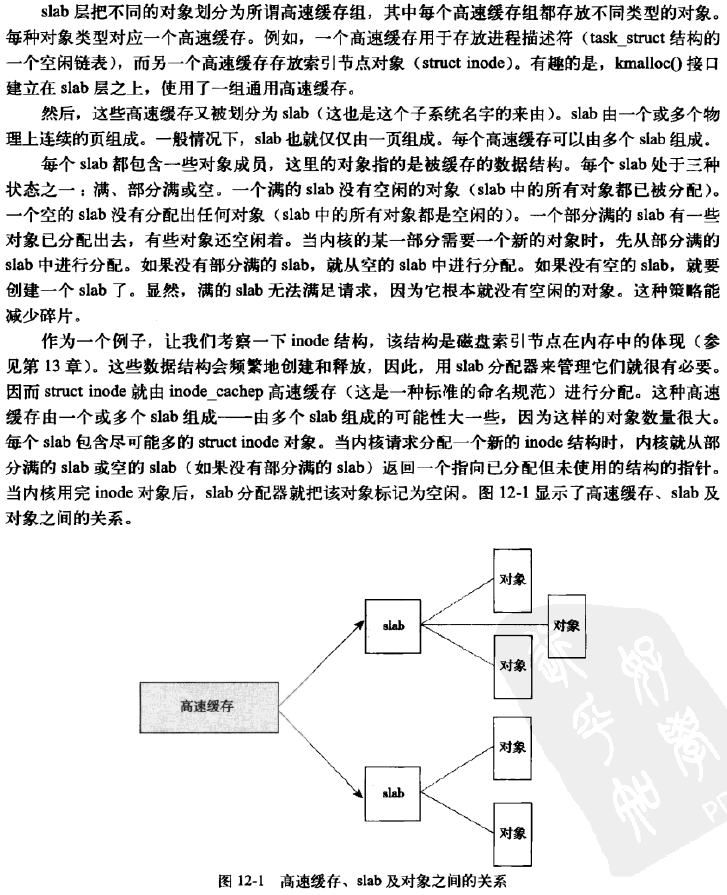 slab 层把不同的对象划分为所谓高速缓存组，其中每个高速缓存组都存放不同类型的对象。
每种对象类型对应一个高速缓存。例如，一个高速缓存用于存放进程描述符（task_struct 结构的
一个空闲链表），而另一个高速缓存存放索引节点对象（struct inode）。有趣的是，kmalloc() 接口
建立在 slab 层之上，使用了一组通用高速缓存。
然后，这些高速缓存又被划分为 slab（这也是这个子系统名字的来由）。slab 由一个或多个物
理上连续的页组成。一般情况下，slab 也就仅仅由一页组成。每个高速缓存可以由多个 slab 组成。
每个 slab 都包含一些对象成员，这里的对象指的是被缓存的数据结构。每个 slab 处于三种
状态之一：满、部分满或空。一个满的 slab 没有空闲的对象（slab 中的所有对象都已被分配）。
一个空的 slab 没有分配出任何对象（slab 中的所有对象都是空闲的）。一个部分满的 slab 有一些
对象已分配出去，有些对象还空闲着。当内核的某一部分需要一个新的对象时，先从部分满的
slab 中进行分配。如果没有部分满的 slab，就从空的 slab 中进行分配。如果没有空的 slab，就要
创建一个 slab 了。显然，满的 slab 无法满足请求，因为它根本就没有空闲的对象。这种策略能
减少碎片。
作为一个例子，让我们考察一下 inode 结构，该结构是磁盘索引节点在内存中的体现（参
见第 13 章）。这些数据结构会频繁地创建和释放，因此，用 slab 分配器来管理它们就很有必要。
因而 struct inode 就由 inode_cachep 高速缓存（这是一种标准的命名规范）进行分配。这种高速
缓存由一个或多个 slab 组成——由多个 slab 组成的可能性大一些，因为这样的对象数量很大。
每个 slab 包含尽可能多的 struct inode 对象。当内核请求分配一个新的 inode 结构时，内核就从部
分满的 slab 或空的 slab（如果没有部分满的 slab）返回一个指向已分配但未使用的结构的指针。
当内核用完 inode 对象后，slab 分配器就把该对象标记为空闲。图 12-1 显示了高速缓存、slab 及
对象之间的关系。
对象
slab
对象
对象
高速缓存
对象
slab
对象
图 12-1 高速缓存、slab 及对象之间的关系